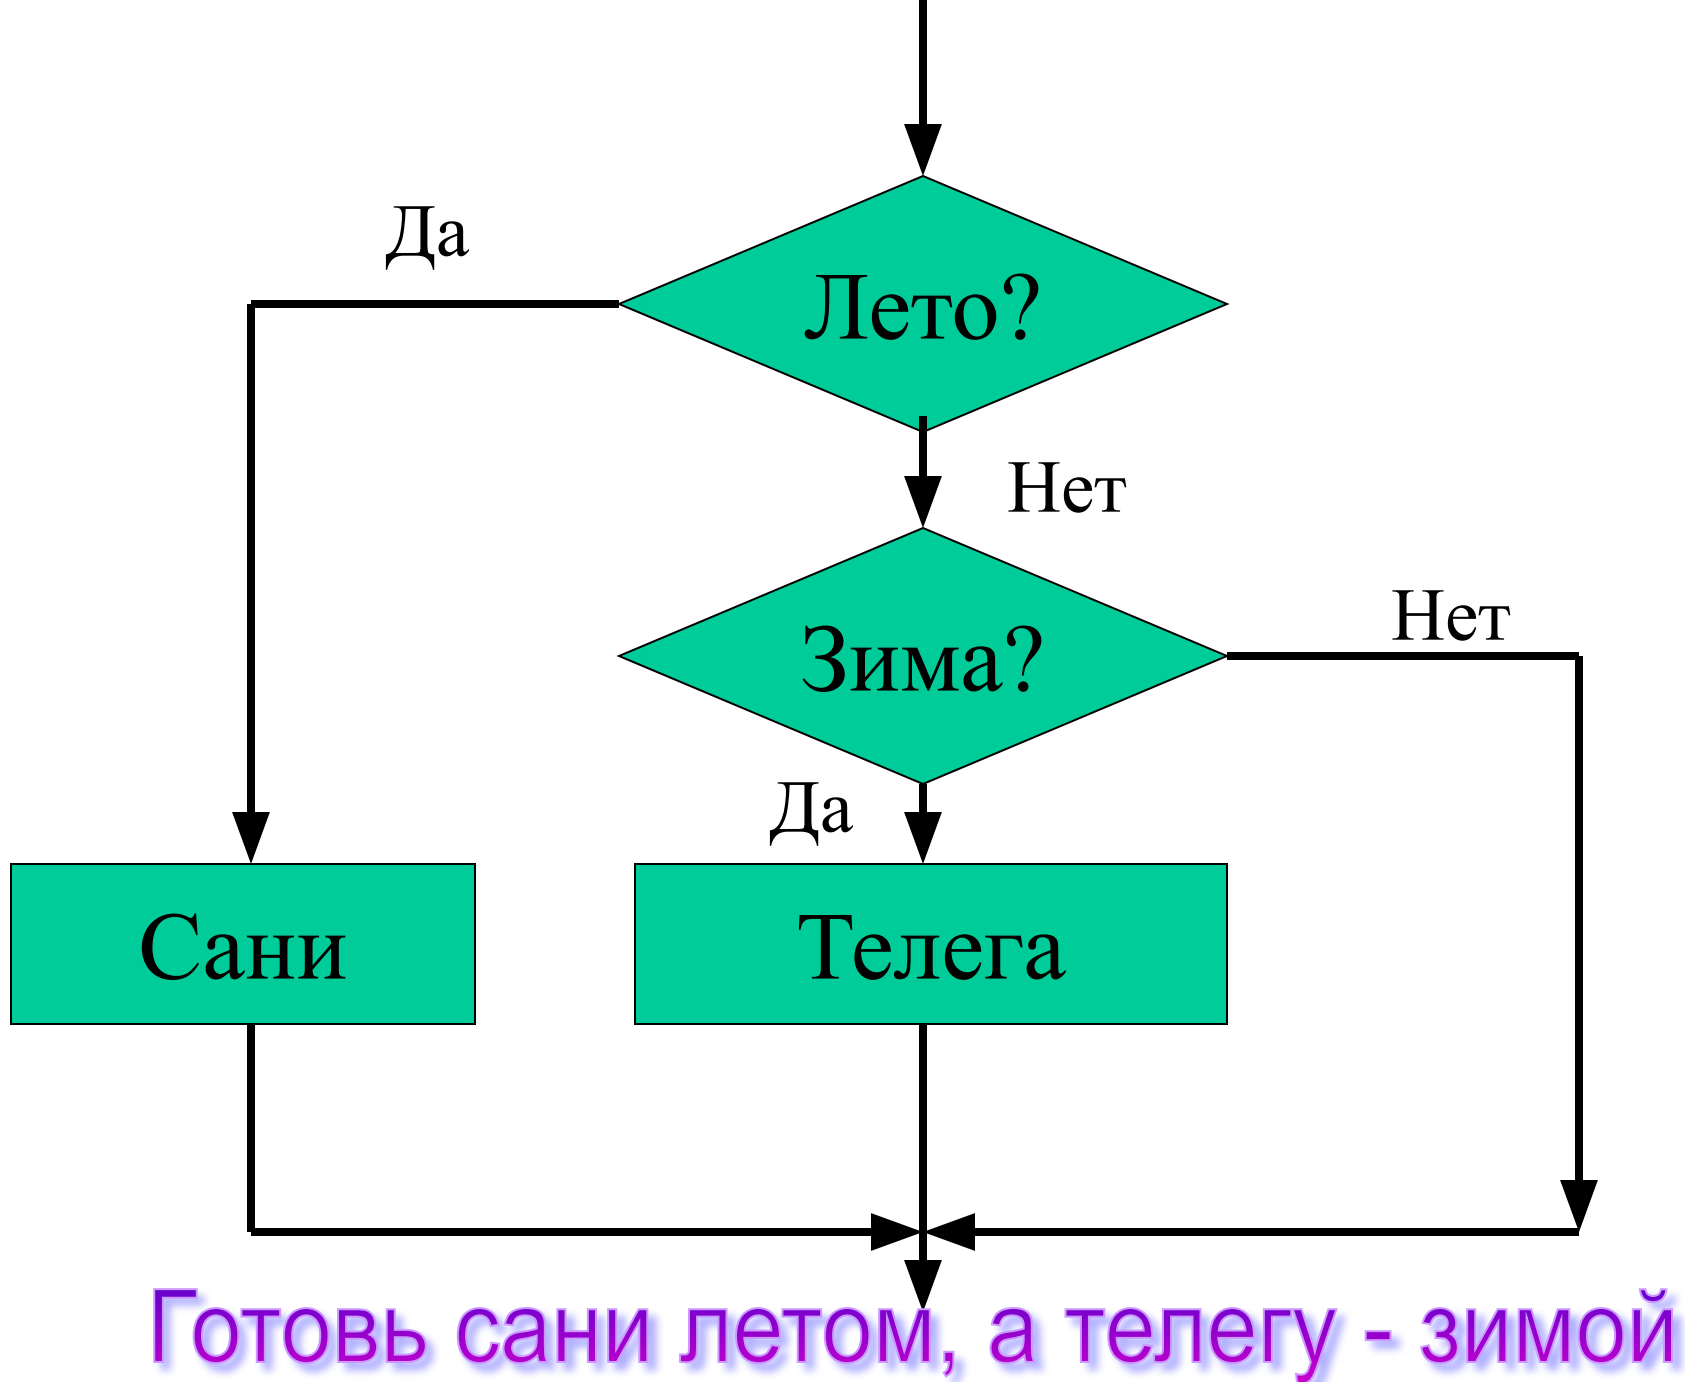 Да
Лето?
Нет
Нет
Зима?
Да
Сани
Телега
Готовь сани летом, а телегу - зимой